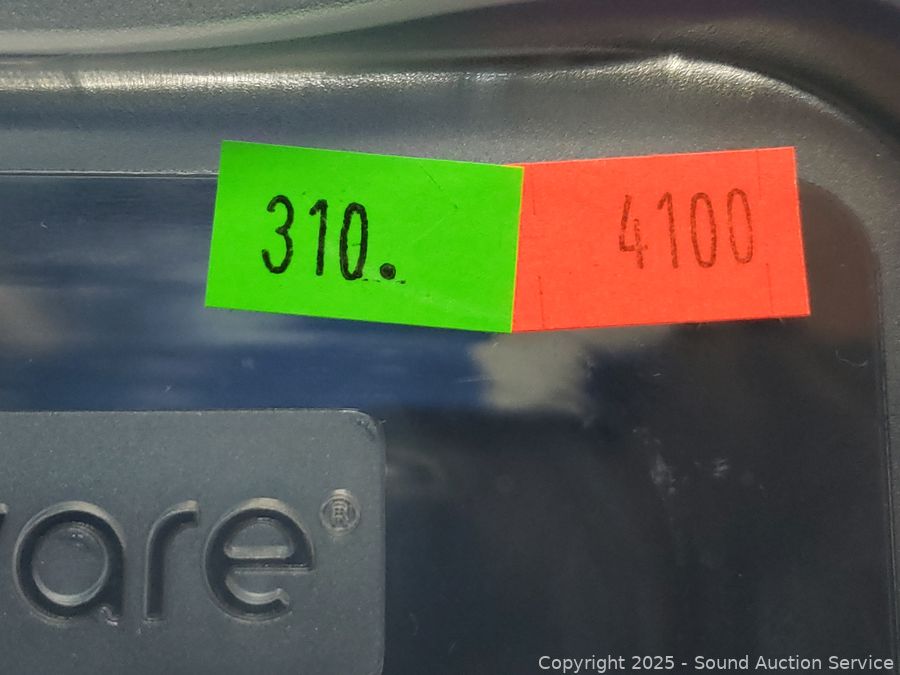 310.
4100
are®
Copyright 2025 - Sound Auction Service